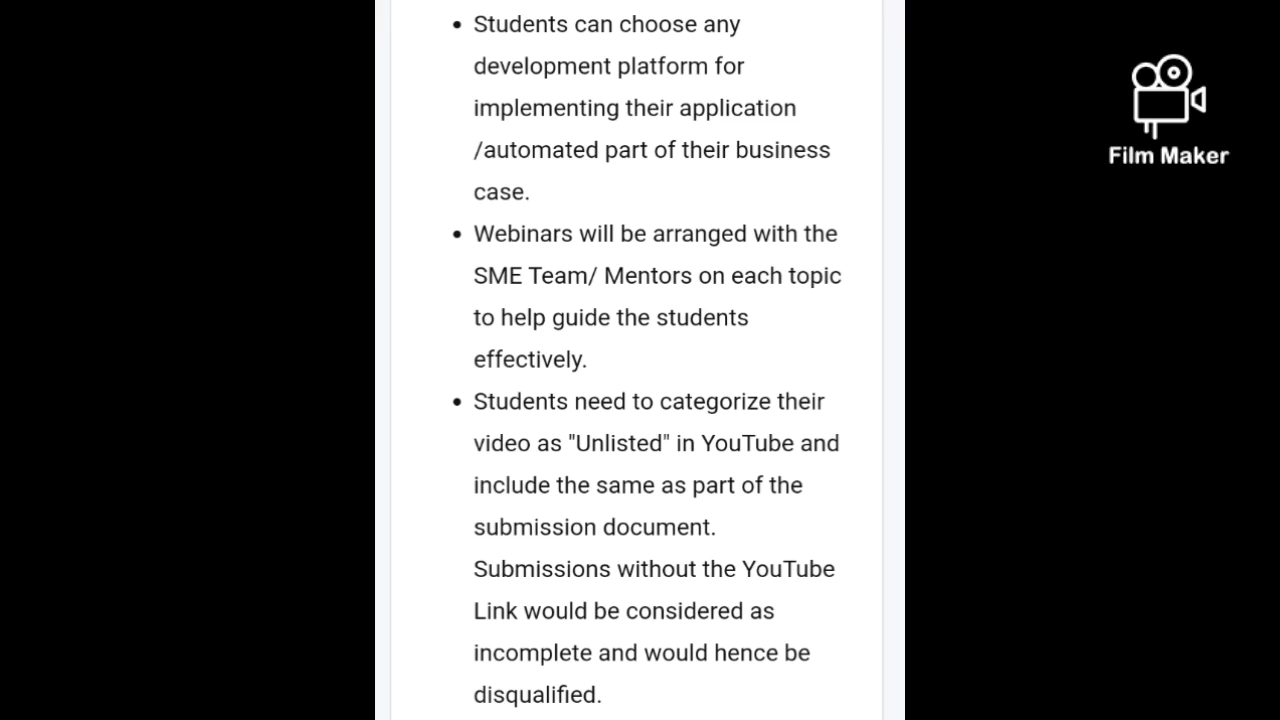 Students can choose any
development platform for
implementing their application
/automated part of their business
case.
Webinars will be arranged with the
SME Team/ Mentors on each topic
to help guide the students
effectively.
Students need to categorize their
video as "Unlisted" in YouTube and
include the same as part of the
submission document.
Submissions without the YouTube
Link would be considered as
incomplete and would hence be
disqualified.
Film Maker